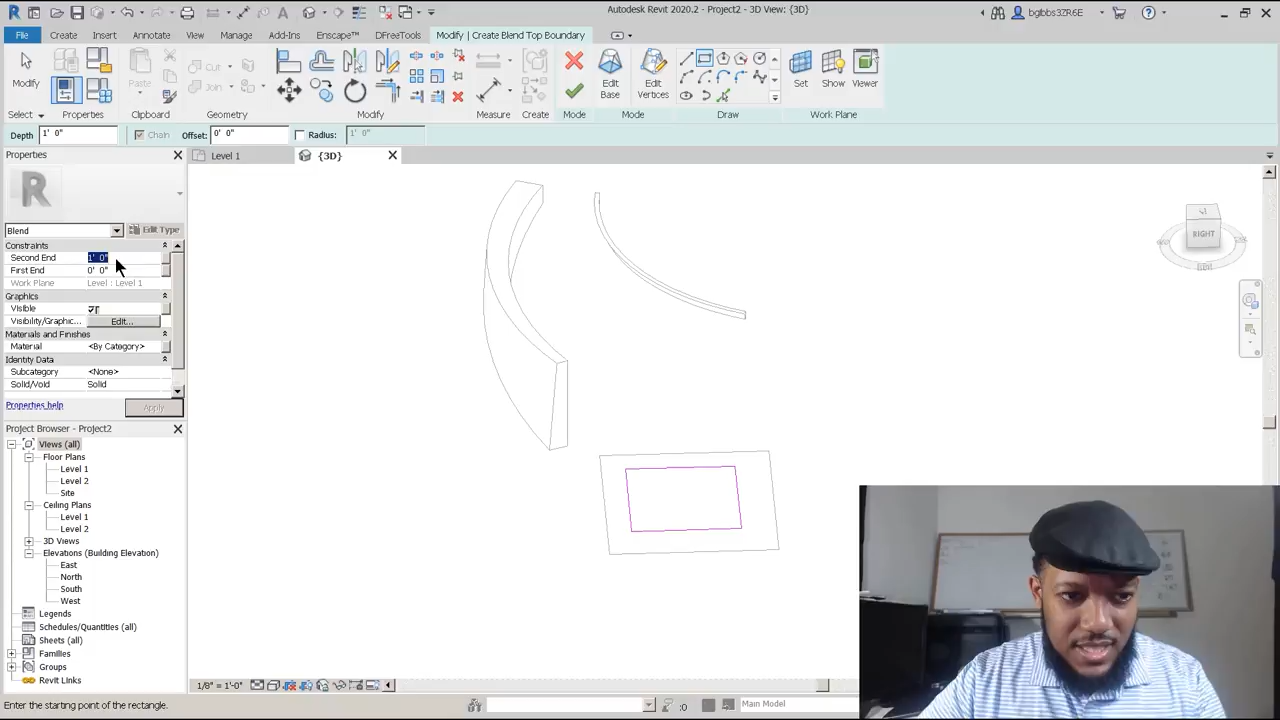 Autodesk Revit 2020.2 - Project2 - 3D View: {3D}
bgibbs3ZR6E
File Create Insert Annotate View Manage Add-Ins Enscape™ DFreeTools Modify | Create Blend Top Boundary
Modify
Paste
Cut
Join
Edit Base
Edit Vertices
Set Show Viewer
Select Properties Clipboard Geometry Modify Measure Create Mode Mode Draw Work Plane
Depth 1' 0" Chain Offset: 0' 0" Radius: 1' 0"
Properties
Level 1
{3D}
R
Blend
Edit Type
Constraints
Second End 1' 0"
First End 0' 0"
Work Plane Level : Level 1
Graphics
Visible
Visibility/Graphic... Edit...
Materials and Finishes
Material <By Category>
Identity Data
Subcategory <None>
Solid/Void Solid
Properties help
Apply
Project Browser - Project2
Views (all)
Floor Plans
Level 1
Level 2
Site
Ceiling Plans
Level 1
Level 2
3D Views
Elevations (Building Elevation)
East
North
South
West
Legends
Schedules/Quantities (all)
Sheets (all)
Families
Groups
Revit Links
RIGHT
1/8" = 1'-0"
Enter the starting point of the rectangle.
:0
Main Model